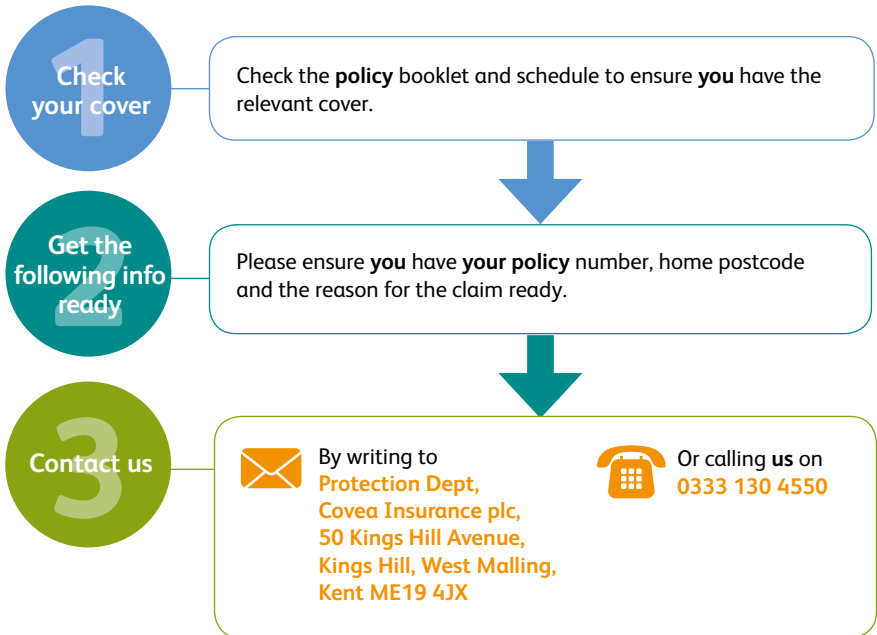 1
Check
your cover
Check the policy booklet and schedule to ensure you have the
relevant cover.
2
Get the
following info
ready
Please ensure you have your policy number, home postcode
and the reason for the claim ready.
3
Contact us
By writing to
Protection Dept,
Covea Insurance plc,
50 Kings Hill Avenue,
Kings Hill, West Malling,
Kent ME19 4JX
Or calling us on
0333 130 4550